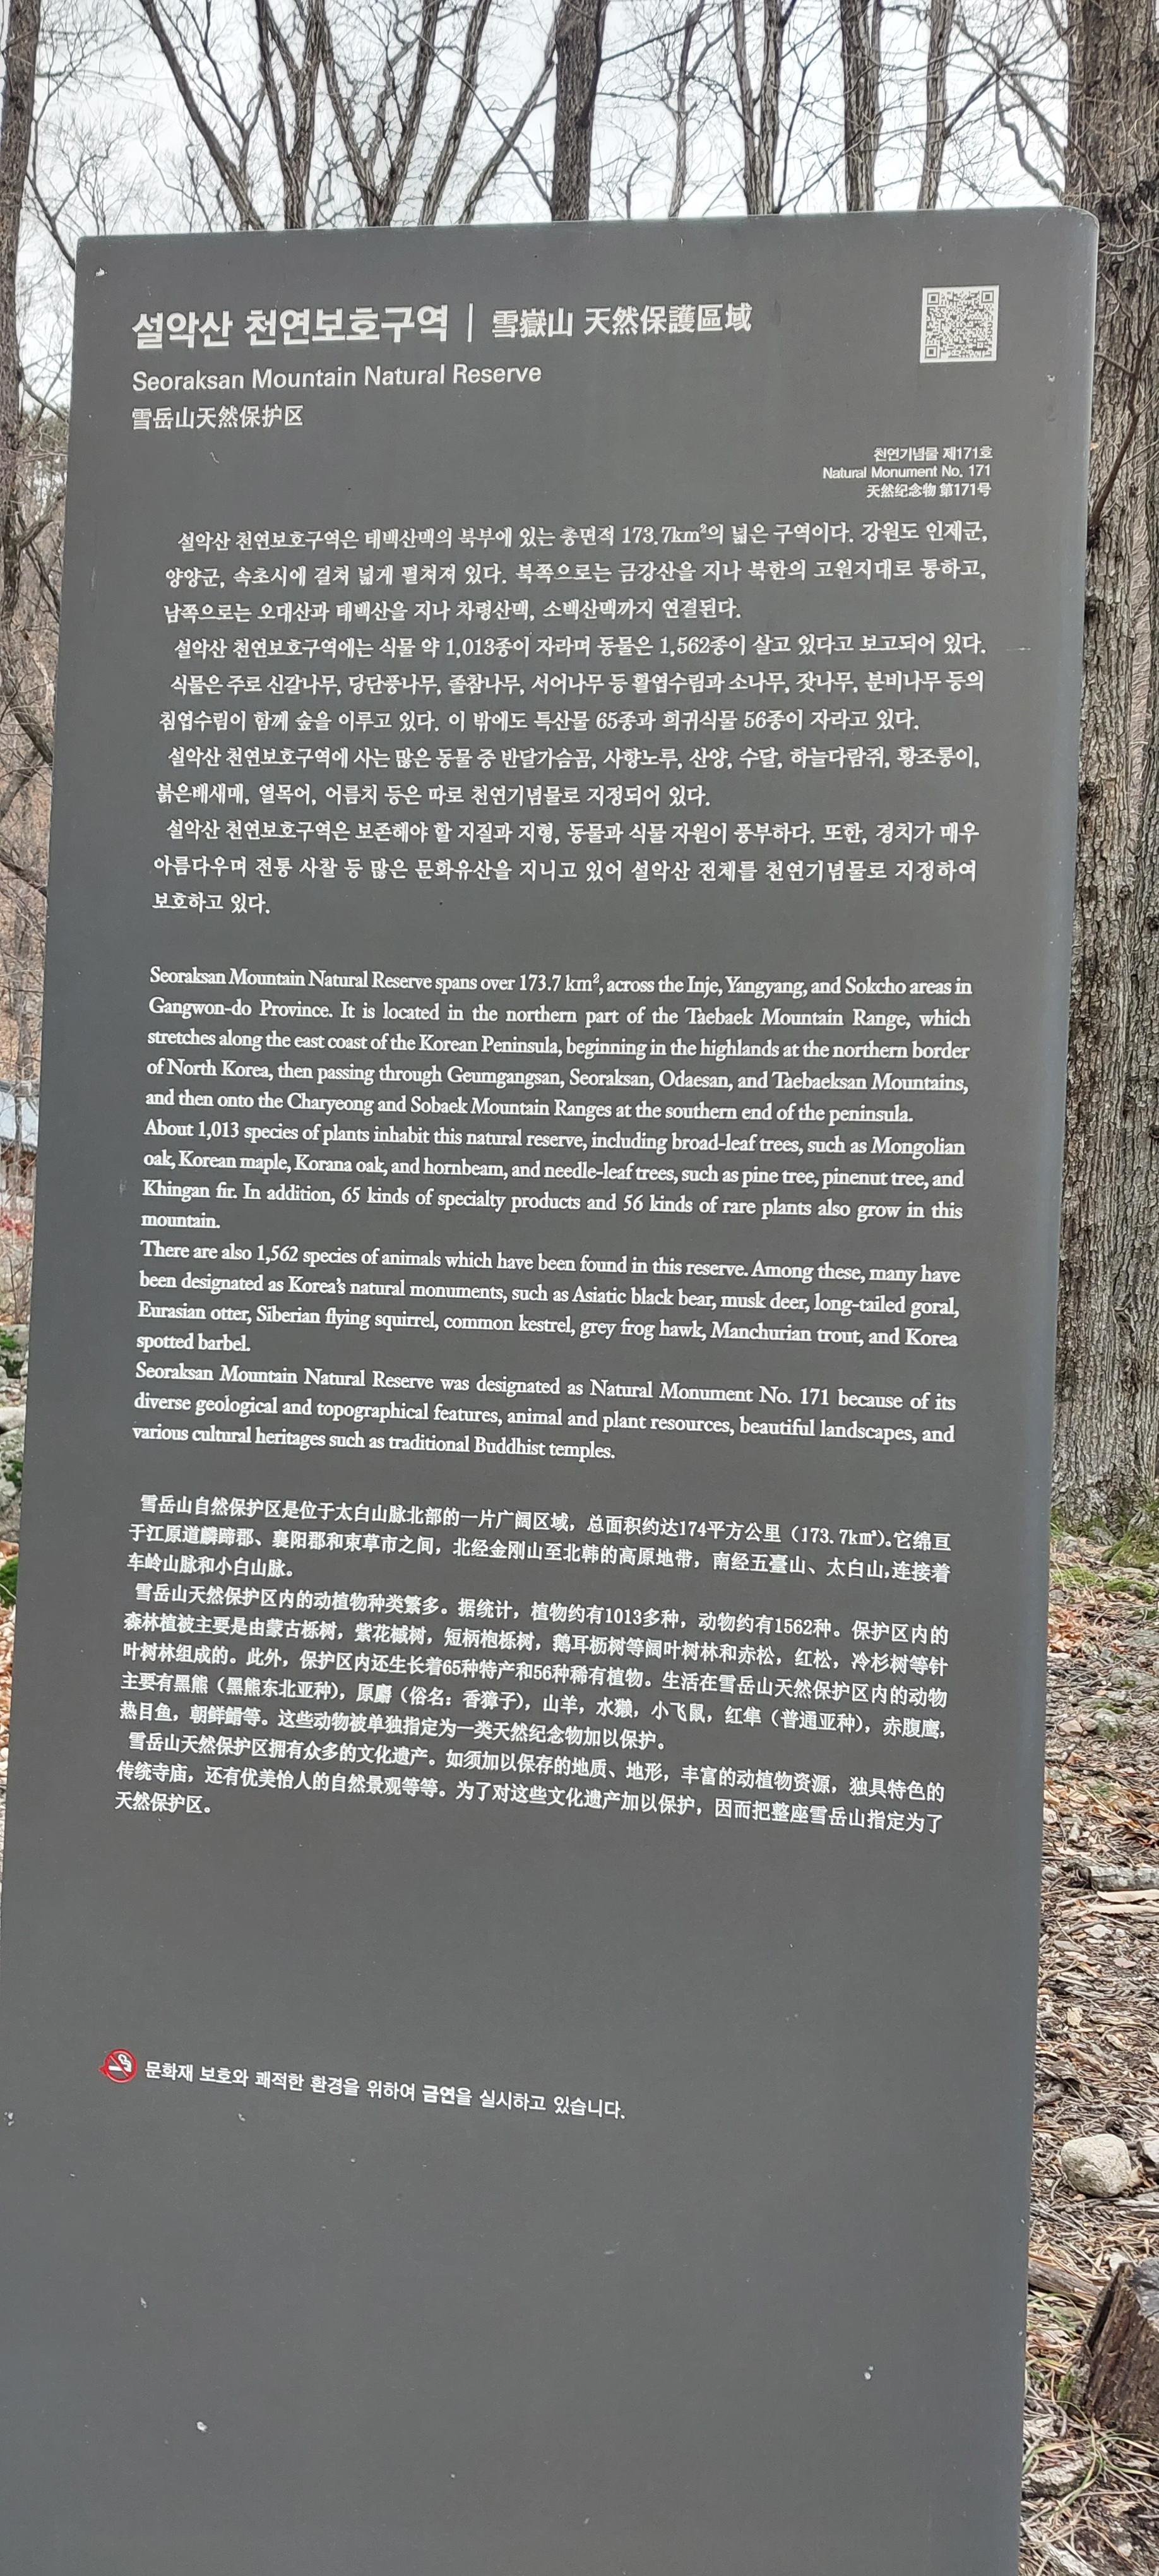 설악산 천연보호구역 | 雪嶽山 天然保護區域
Seoraksan Mountain Natural Reserve
雪岳山天然保护区
천연기념물 제171호
Natural Monument No. 171
天然纪念物 第171号
설악산 천연보호구역은 태백산맥의 북부에 있는 총면적 173.7km²의 넓은 구역이다. 강원도 인제군,
양양군, 속초시에 걸쳐 넓게 펼쳐져 있다. 북쪽으로는 금강산을 지나 북한의 고원지대로 통하고,
남쪽으로는 오대산과 태백산을 지나 차령산맥, 소백산맥까지 연결된다.
설악산 천연보호구역에는 식물 약 1,013종이 자라며 동물은 1,562종이 살고 있다고 보고되어 있다.
식물은 주로 신갈나무, 당단풍나무, 졸참나무, 서어나무 등 활엽수림과 소나무, 잣나무, 분비나무 등의
침엽수림이 함께 숲을 이루고 있다. 이 밖에도 특산물 65종과 희귀식물 56종이 자라고 있다.
설악산 천연보호구역에 사는 많은 동물 중 반달가슴곰, 사향노루, 산양, 수달, 하늘다람쥐, 황조롱이,
붉은배새매, 열목어, 어름치 등은 따로 천연기념물로 지정되어 있다.
설악산 천연보호구역은 보존해야 할 지질과 지형, 동물과 식물 자원이 풍부하다. 또한, 경치가 매우
아름다우며 전통 사찰 등 많은 문화유산을 지니고 있어 설악산 전체를 천연기념물로 지정하여
보호하고 있다.
Seoraksan Mountain Natural Reserve spans over 173.7 km², across the Inje, Yangyang, and Sokcho areas in
Gangwon-do Province. It is located in the northern part of the Taebaek Mountain Range, which
stretches along the east coast of the Korean Peninsula, beginning in the highlands at the northern border
of North Korea, then passing through Geumgangsan, Seoraksan, Odaesan, and Taebaeksan Mountains,
and then onto the Charyeong and Sobaek Mountain Ranges at the southern end of the peninsula.
About 1,013 species of plants inhabit this natural reserve, including broad-leaf trees, such as Mongolian
oak, Korean maple, Korana oak, and hornbeam, and needle-leaf trees, such as pine tree, pinenut tree, and
Khingan fir. In addition, 65 kinds of specialty products and 56 kinds of rare plants also grow in this
mountain.
There are also 1,562 species of animals which have been found in this reserve. Among these, many have
been designated as Korea's natural monuments, such as Asiatic black bear, musk deer, long-tailed goral,
Eurasian otter, Siberian flying squirrel, common kestrel, grey frog hawk, Manchurian trout, and Korea
spotted barbel.
Seoraksan Mountain Natural Reserve was designated as Natural Monument No. 171 because of its
diverse geological and topographical features, animal and plant resources, beautiful landscapes, and
various cultural heritages such as traditional Buddhist temples.
雪岳山自然保护区是位于太白山脉北部的一片广阔区域，总面积约达174平方公里（173.7㎢）。它绵亘
于江原道麟蹄郡、襄阳郡和束草市之间，北经金刚山至北韩的高原地带，南经五臺山、太白山，连接着
车岭山脉和小白山脉。
雪岳山天然保护区内的动植物种类繁多。据统计，植物约有1013多种，动物约有1562种。保护区内的
森林植被主要是由蒙古栎树，紫花槭树，短柄枹栎树，鹅耳枥树等阔叶树林和赤松，红松，冷杉树等针
叶树林组成的。此外，保护区内还生长着65种特产和56种稀有植物。生活在雪岳山天然保护区内的动物
主要有黑熊（黑熊东北亚种），原麝（俗名：香獐子），山羊，水獭，小飞鼠，红隼（普通亚种），赤腹鹰，
热目鱼，朝鲜鲳等。这些动物被单独指定为一类天然纪念物加以保护。
雪岳山天然保护区拥有众多的文化遗产。如须加以保存的地质、地形，丰富的动植物资源，独具特色的
传统寺庙，还有优美怡人的自然景观等等。为了对这些文化遗产加以保护，因而把整座雪岳山指定为了
天然保护区。
문화재 보호와 쾌적한 환경을 위하여 금연을 실시하고 있습니다.